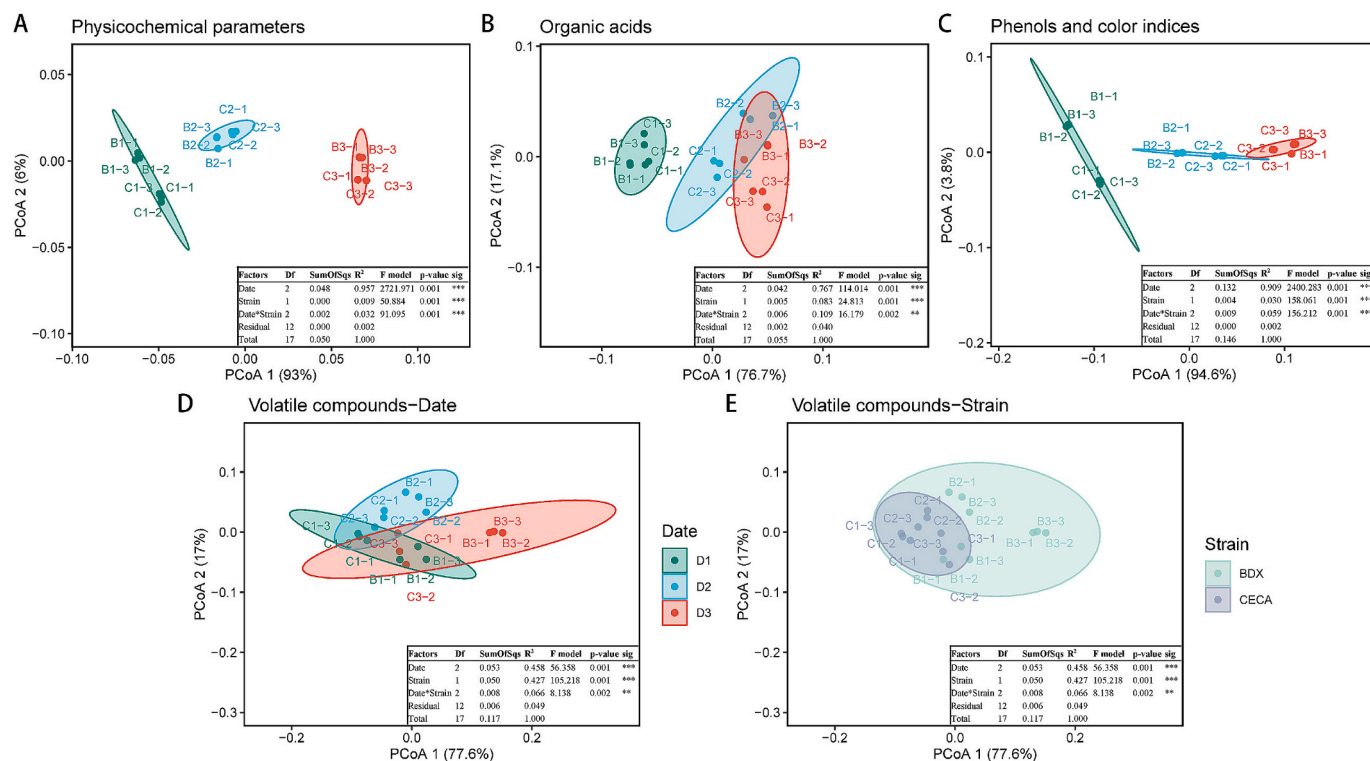 A Physicochemical parameters
0.05
0.00
−0.05
−0.10
PCoA 2 (6%)
C2−1
B2−3 C2−3
B2−2 C2−2
B2−1
B1−1
B1−2
B1−3
C1−3 C1−1
C1−2
B3−3
B3−2
C3−1 C3−3
C3−2
Factors Df SumOfSqs R² F model p-value sig
Date 2 0.048 0.957 2721.971 0.001 ***
Strain 1 0.000 0.009 50.884 0.001 ***
Date*Strain 2 0.002 0.032 91.095 0.001 ***
Residual 12 0.000 0.002
Total 17 0.050 1.000
−0.10 −0.05 0.00 0.05 0.10
PCoA 1 (93%)
B Organic acids
0.1
0.0
−0.1
PCoA 2 (17.1%)
C1−3
B1−3
C1−2
B1−2
C1−1
B1−1
B2−2 B2−3
B2−1
C2−1
C2−2
C2−3
B3−3
B3−1
B3−2
C3−2
C3−3
C3−1
Factors Df SumOfSqs R² F model p-value sig
Date 2 0.042 0.767 114.014 0.001 ***
Strain 1 0.005 0.083 24.813 0.001 ***
Date*Strain 2 0.006 0.109 16.179 0.002 **
Residual 12 0.002 0.040
Total 17 0.055 1.000
−0.1 0.0 0.1
PCoA 1 (76.7%)
C Phenols and color indices
0.1
0.0
−0.1
−0.2
PCoA 2 (3.8%)
B1−1
B1−3
B1−2
C1−1 C1−3
C1−2
B2−1
B2−3 C2−2
B2−2 C2−3 C2−1
C3−3
C3−2 B3−3
C3−1 B3−1
Factors Df SumOfSqs R² F model p-value sig
Date 2 0.132 0.909 2400.283 0.001
Strain 1 0.004 0.030 158.061 0.001
Date*Strain 2 0.009 0.059 156.212 0.001
Residual 12 0.000 0.002
Total 17 0.146 1.000
−0.2 −0.1 0.0 0.1
PCoA 1 (94.6%)
D Volatile compounds−Date
0.1
0.0
−0.1
−0.2
−0.3
PCoA 2 (17%)
B2−1
C2−1
B2−3
C2−3 C2−2 B2−2
C1−3
C1−2 C3−3 C3−1 B3−3
B3−1 B3−2
C1−1 B1−3
B1−1 B1−2
C3−2
Factors Df SumOfSqs R² F model p-value sig
Date 2 0.053 0.458 56.358 0.001 ***
Strain 1 0.050 0.427 105.218 0.001 ***
Date*Strain 2 0.008 0.066 8.138 0.002 **
Residual 12 0.006 0.049
Total 17 0.117 1.000
−0.2 0.0 0.2
PCoA 1 (77.6%)
Date
D1
D2
D3
E Volatile compounds−Strain
0.1
0.0
−0.1
−0.2
−0.3
PCoA 2 (17%)
B2−1
C2−1
B2−3
C2−3 C2−2 B2−2
C1−3
C1−2 C3−3 C3−1 B3−3
B3−1 B3−2
C1−1 B1−3
B1−1 B1−2
C3−2
Factors Df SumOfSqs R² F model p-value sig
Date 2 0.053 0.458 56.358 0.001 ***
Strain 1 0.050 0.427 105.218 0.001 ***
Date*Strain 2 0.008 0.066 8.138 0.002 **
Residual 12 0.006 0.049
Total 17 0.117 1.000
−0.2 0.0 0.2
PCoA 1 (77.6%)
Strain
BDX
CECA